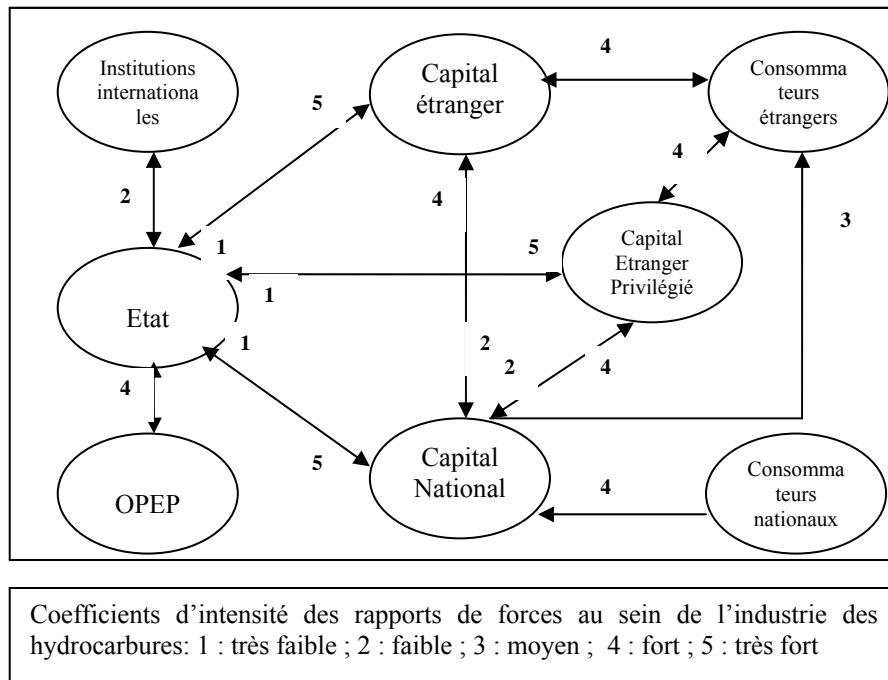 Institutions
internationa
les
Capital
étranger
Consomma
teurs
étrangers
4
5
4
2
4
3
1
5
Capital
Etranger
Privilégié
1
Etat
1
2
2
4
4
5
Capital
National
4
OPEP
Consomma
teurs
nationaux
Coefficients d'intensité des rapports de forces au sein de l'industrie des
hydrocarbures: 1 : très faible ; 2 : faible ; 3 : moyen ; 4 : fort ; 5 : très fort